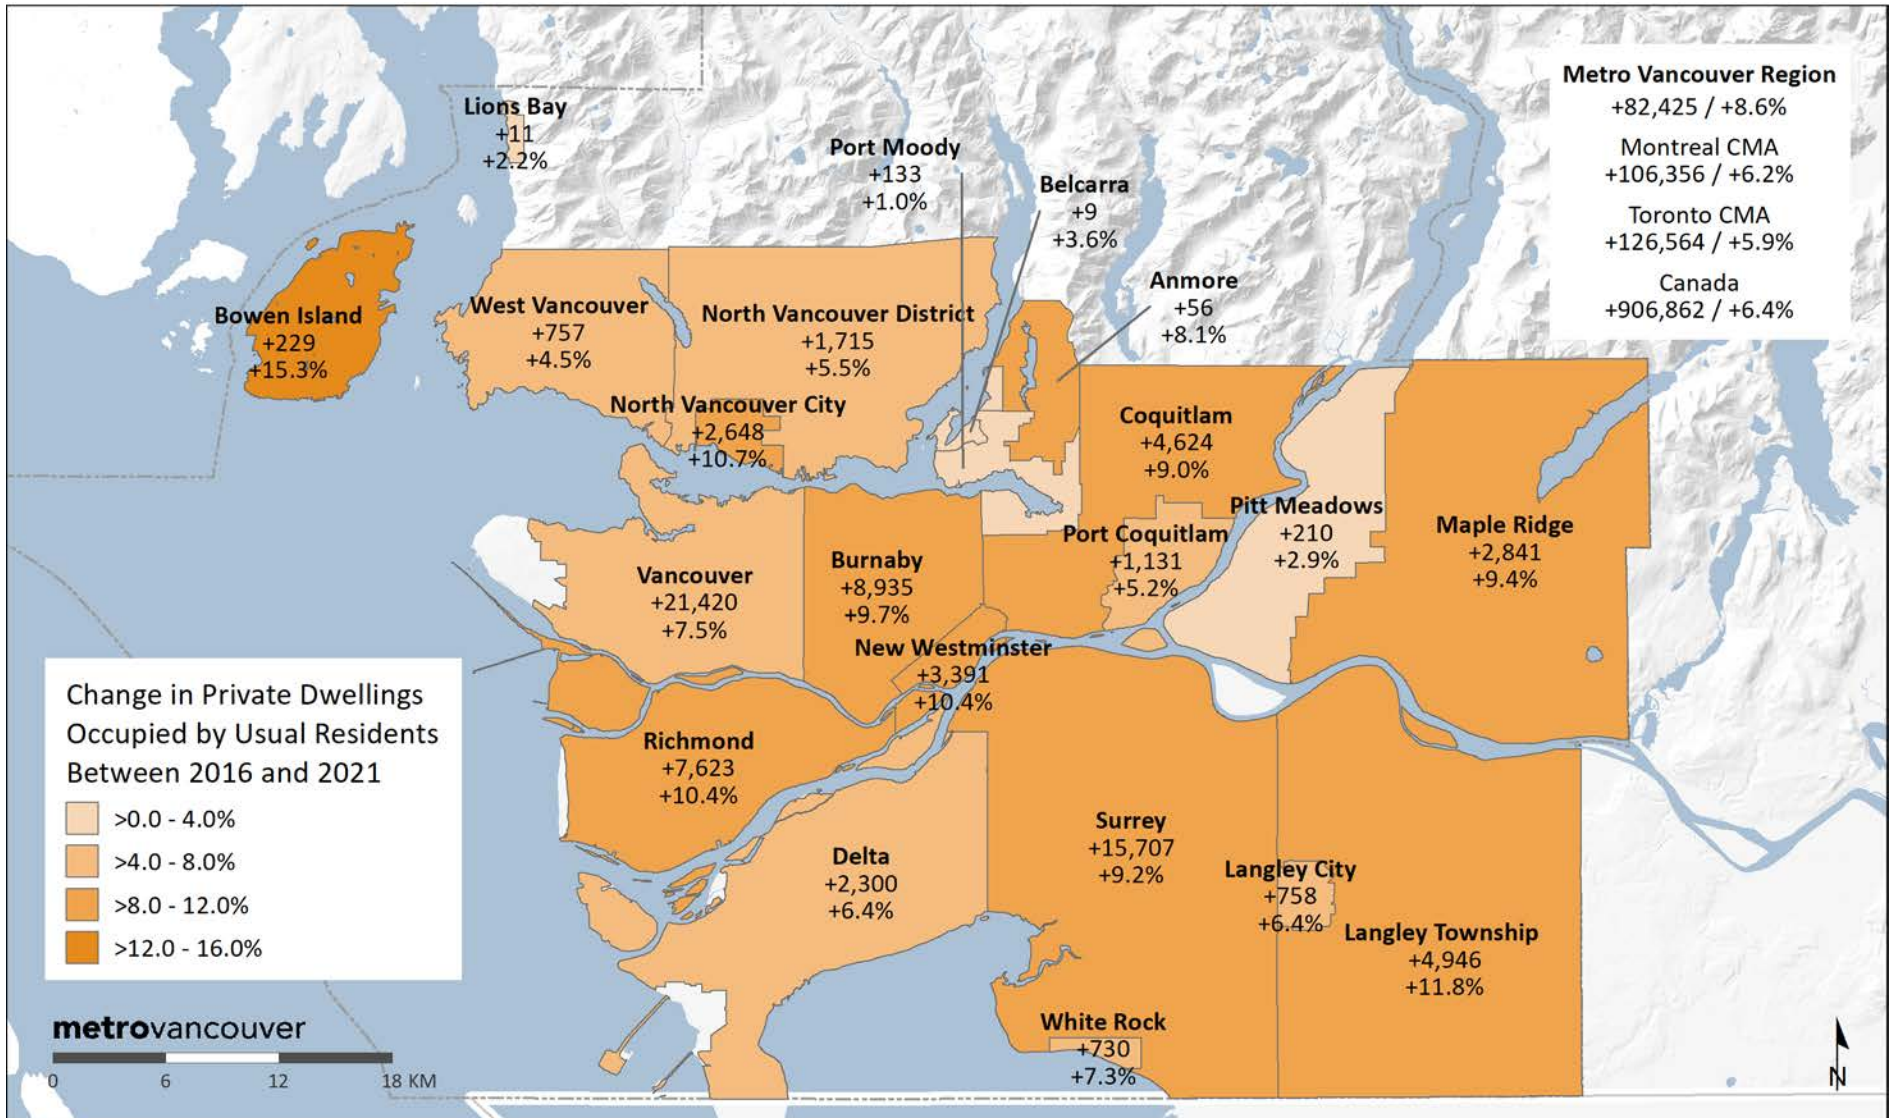 Lions Bay
+11
+2.2%
Port Moody
+133
+1.0%
Belcarra
+9
+3.6%
Anmore
+56
+8.1%
Metro Vancouver Region
+82,425 / +8.6%
Montreal CMA
+106,356 / +6.2%
Toronto CMA
+126,564 / +5.9%
Canada
+906,862 / +6.4%
Bowen Island
+229
+15.3%
West Vancouver
+757
+4.5%
North Vancouver District
+1,715
+5.5%
North Vancouver City
+2,648
+10.7%
Coquitlam
+4,624
+9.0%
Pitt Meadows
+210
+2.9%
Maple Ridge
+2,841
+9.4%
Port Coquitlam
+1,131
+5.2%
Burnaby
+8,935
+9.7%
Vancouver
+21,420
+7.5%
New Westminster
+3,391
+10.4%
Richmond
+7,623
+10.4%
Delta
+2,300
+6.4%
Surrey
+15,707
+9.2%
Langley City
+758
+6.4%
Langley Township
+4,946
+11.8%
White Rock
+730
+7.3%
Change in Private Dwellings
Occupied by Usual Residents
Between 2016 and 2021
>0.0 - 4.0%
>4.0 - 8.0%
>8.0 - 12.0%
>12.0 - 16.0%
metrovancouver
0 6 12 18 KM
N